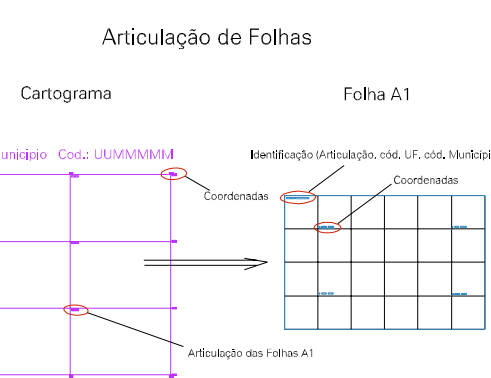 Articulação de Folhas
Cartograma
Folha A1
unicipio Cod.: UUMMMMM
Identificação (Articulação, cód. UF, cód. Municípi
Coordenadas
Coordenadas
Articulação das Folhas A1